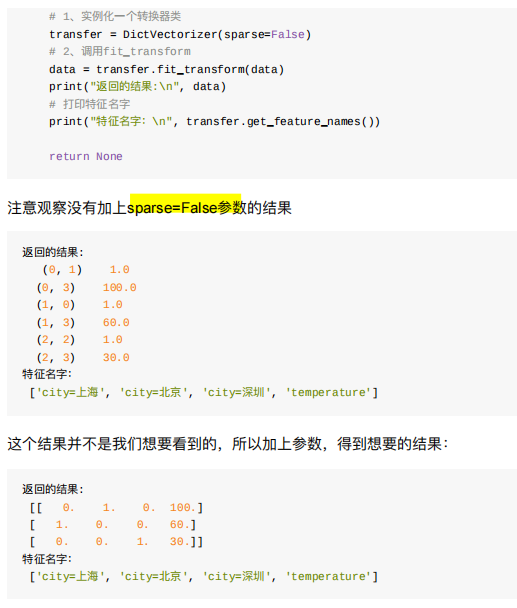 # 1、实例化一个转换器类
transfer = DictVectorizer(sparse=False)
# 2、调用fit_transform
data = transfer.fit_transform(data)
print("返回的结果:\n", data)
# 打印特征名字
print("特征名字：\n", transfer.get_feature_names())
return None
注意观察没有加上sparse=False参数的结果
返回的结果:
(0, 1) 1.0
(0, 3) 100.0
(1, 0) 1.0
(1, 3) 60.0
(2, 2) 1.0
(2, 3) 30.0
特征名字：
['city=上海', 'city=北京', 'city=深圳', 'temperature']
这个结果并不是我们想要看到的，所以加上参数，得到想要的结果：
返回的结果:
[[ 0. 1. 0. 100.]
[ 1. 0. 0. 60.]
[ 0. 0. 1. 30.]]
特征名字：
['city=上海', 'city=北京', 'city=深圳', 'temperature']